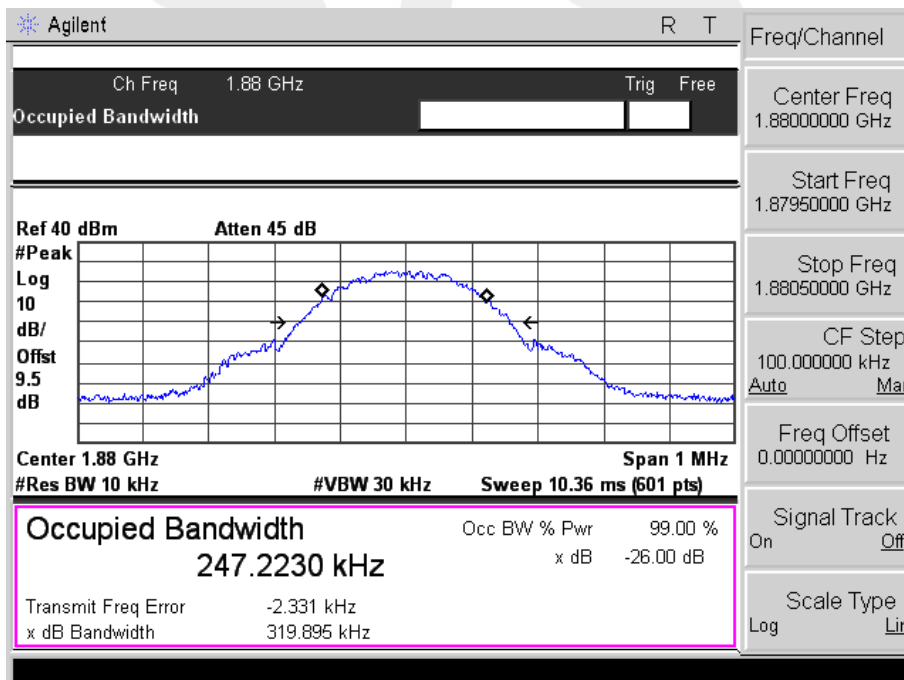 Agilent R T
Ch Freq 1.88 GHz Trig Free
Occupied Bandwidth
Ref 40 dBm Atten 45 dB
#Peak
Log
10
dB/
Offst
9.5
dB
Center 1.88 GHz Span 1 MHz
#Res BW 10 kHz #VBW 30 kHz Sweep 10.36 ms (601 pts)
Occupied Bandwidth
247.2230 kHz
Occ BW % Pwr 99.00 %
x dB -26.00 dB
Transmit Freq Error -2.331 kHz
x dB Bandwidth 319.895 kHz
Freq/Channel
Center Freq
1.88000000 GHz
Start Freq
1.87950000 GHz
Stop Freq
1.88050000 GHz
CF Step
100.000000 kHz
Auto Man
Freq Offset
0.00000000 Hz
Signal Track
On Off
Scale Type
Log Lin